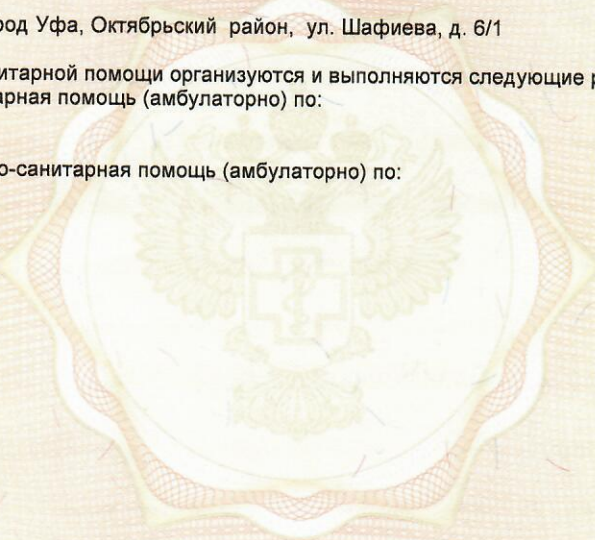 род Уфа, Октябрьский район, ул. Шафиева, д. 6/1
итарной помощи организуются и выполняются следующие р
арная помощь (амбулаторно) по:
о-санитарная помощь (амбулаторно) по: